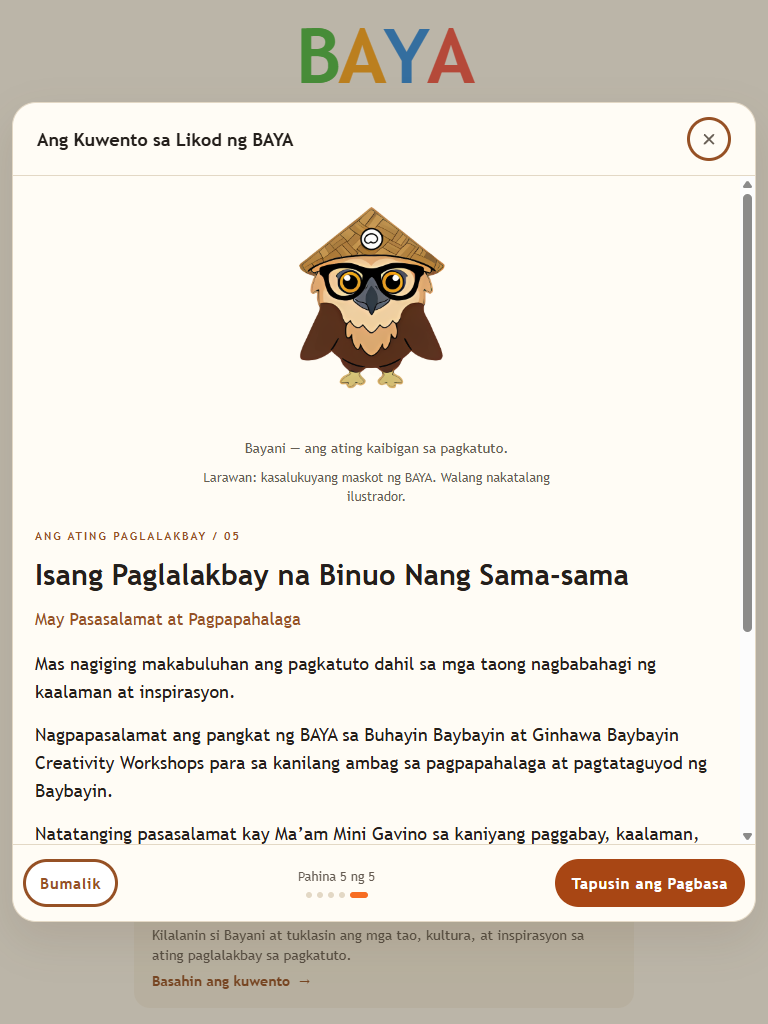 BAYA
Ang Kuwento sa Likod ng BAYA
Bayani — ang ating kaibigan sa pagkatuto.
Larawan: kasalukuyang maskot ng BAYA. Walang nakatalang
ilustrador.
ANG ATING PAGLALAKBAY / 05
Isang Paglalakbay na Binuo Nang Sama-sama
May Pasasalamat at Pagpapahalaga
Mas nagiging makabuluhan ang pagkatuto dahil sa mga taong nagbabahagi ng
kaalaman at inspirasyon.
Nagpapasalamat ang pangkat ng BAYA sa Buhayin Baybayin at Ginhawa Baybayin
Creativity Workshops para sa kanilang ambag sa pagpapahalaga at pagtataguyod ng
Baybayin.
Natatanging pasasalamat kay Ma’am Mini Gavino sa kaniyang paggabay, kaalaman,
Bumalik
Pahina 5 ng 5
Tapusin ang Pagbasa
Kilalanin si Bayani at tuklasin ang mga tao, kultura, at inspirasyon sa
ating paglalakbay sa pagkatuto.
Basahin ang kuwento →